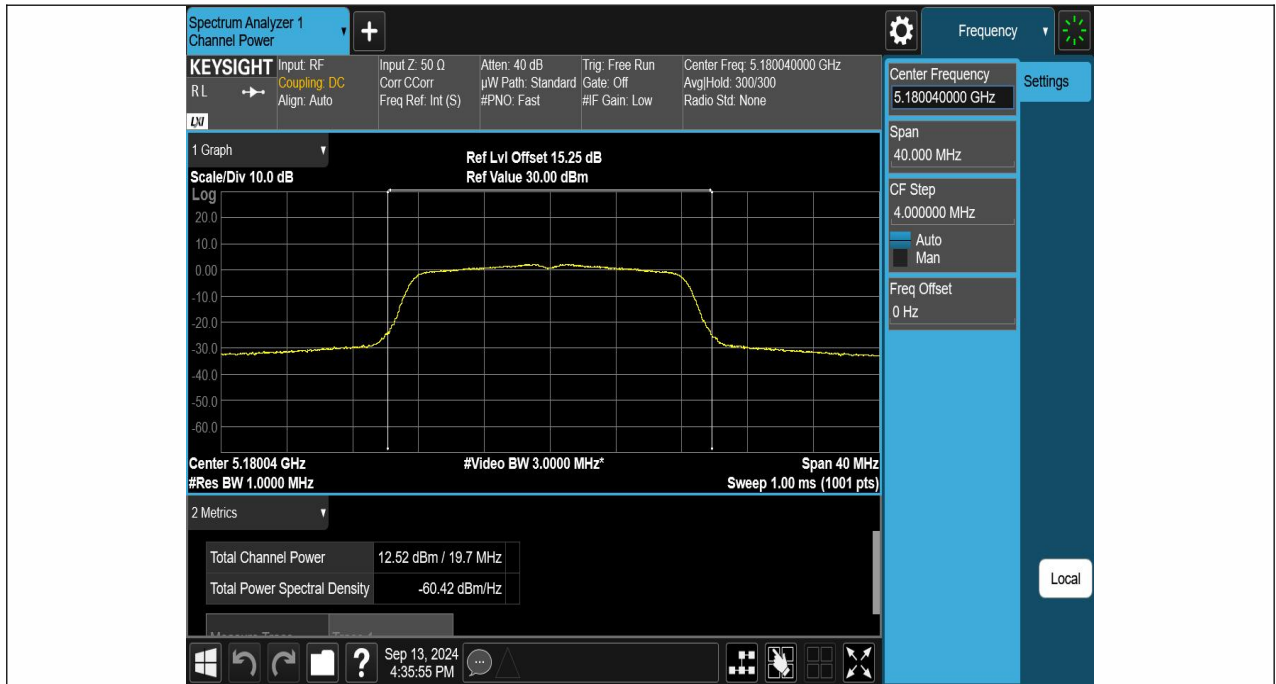 Spectrum Analyzer 1
Channel Power
+
Frequency
KEYSIGHT
RL
LXI
Input: RF
Coupling: DC
Align: Auto
Input Z: 50 Ω
Corr CCorr
Freq Ref: Int (S)
Atten: 40 dB
µW Path: Standard
#PNO: Fast
Trig: Free Run
Gate: Off
#IF Gain: Low
Center Freq: 5.180040000 GHz
Avg|Hold: 300/300
Radio Std: None
Center Frequency
5.180040000 GHz
Settings
Span
40.000 MHz
CF Step
4.000000 MHz
Auto
Man
Freq Offset
0 Hz
1 Graph
Ref Lvl Offset 15.25 dB
Scale/Div 10.0 dB
Ref Value 30.00 dBm
Log
20.0
10.0
0.00
-10.0
-20.0
-30.0
-40.0
-50.0
-60.0
Center 5.18004 GHz
#Video BW 3.0000 MHz*
Span 40 MHz
#Res BW 1.0000 MHz
Sweep 1.00 ms (1001 pts)
2 Metrics
Total Channel Power 12.52 dBm / 19.7 MHz
Total Power Spectral Density -60.42 dBm/Hz
Local
?
Sep 13, 2024
4:35:55 PM